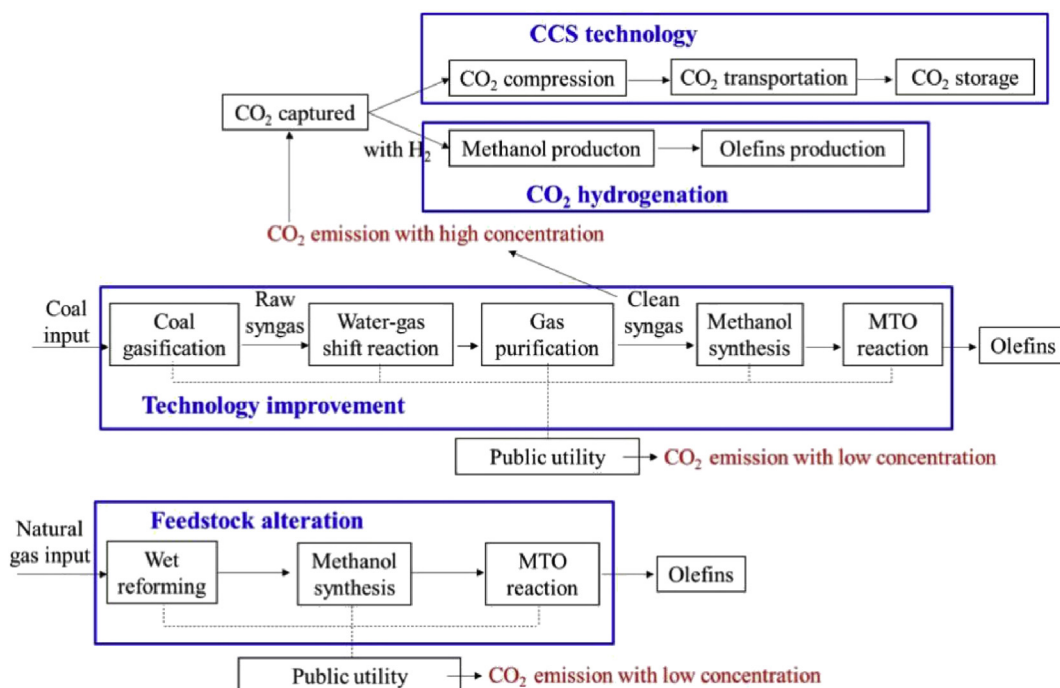 CCS technology
CO₂ compression
CO₂ transportation
CO₂ storage
CO₂ captured
with H₂
Methanol producton
Olefins production
CO₂ hydrogenation
CO₂ emission with high concentration
Coal
input
Coal
gasification
Raw
syngas
Water-gas
shift reaction
Gas
purification
Clean
syngas
Methanol
synthesis
MTO
reaction
Olefins
Technology improvement
Public utility
CO₂ emission with low concentration
Feedstock alteration
Natural
gas input
Wet
reforming
Methanol
synthesis
MTO
reaction
Olefins
Public utility
CO₂ emission with low concentration